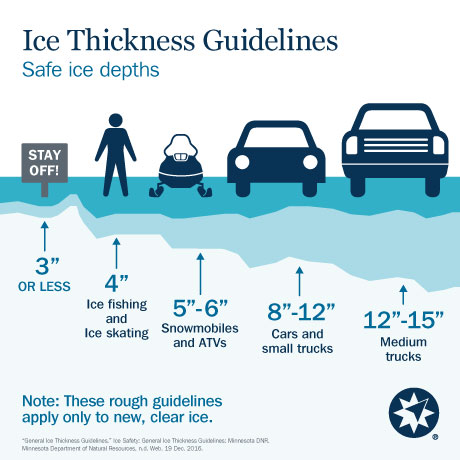 Ice Thickness Guidelines
Safe ice depths
STAY
OFF!
3”
OR LESS
4”
Ice fishing
and
Ice skating
5”-6”
Snowmobiles
and ATVs
8”-12”
Cars and
small trucks
12”-15”
Medium
trucks
Note: These rough guidelines
apply only to new, clear ice.
®
“General Ice Thickness Guidelines.” Ice Safety: General Ice Thickness Guidelines; Minnesota DNR,
Minnesota Department of Natural Resources, n.d. Web. 19 Dec. 2016.